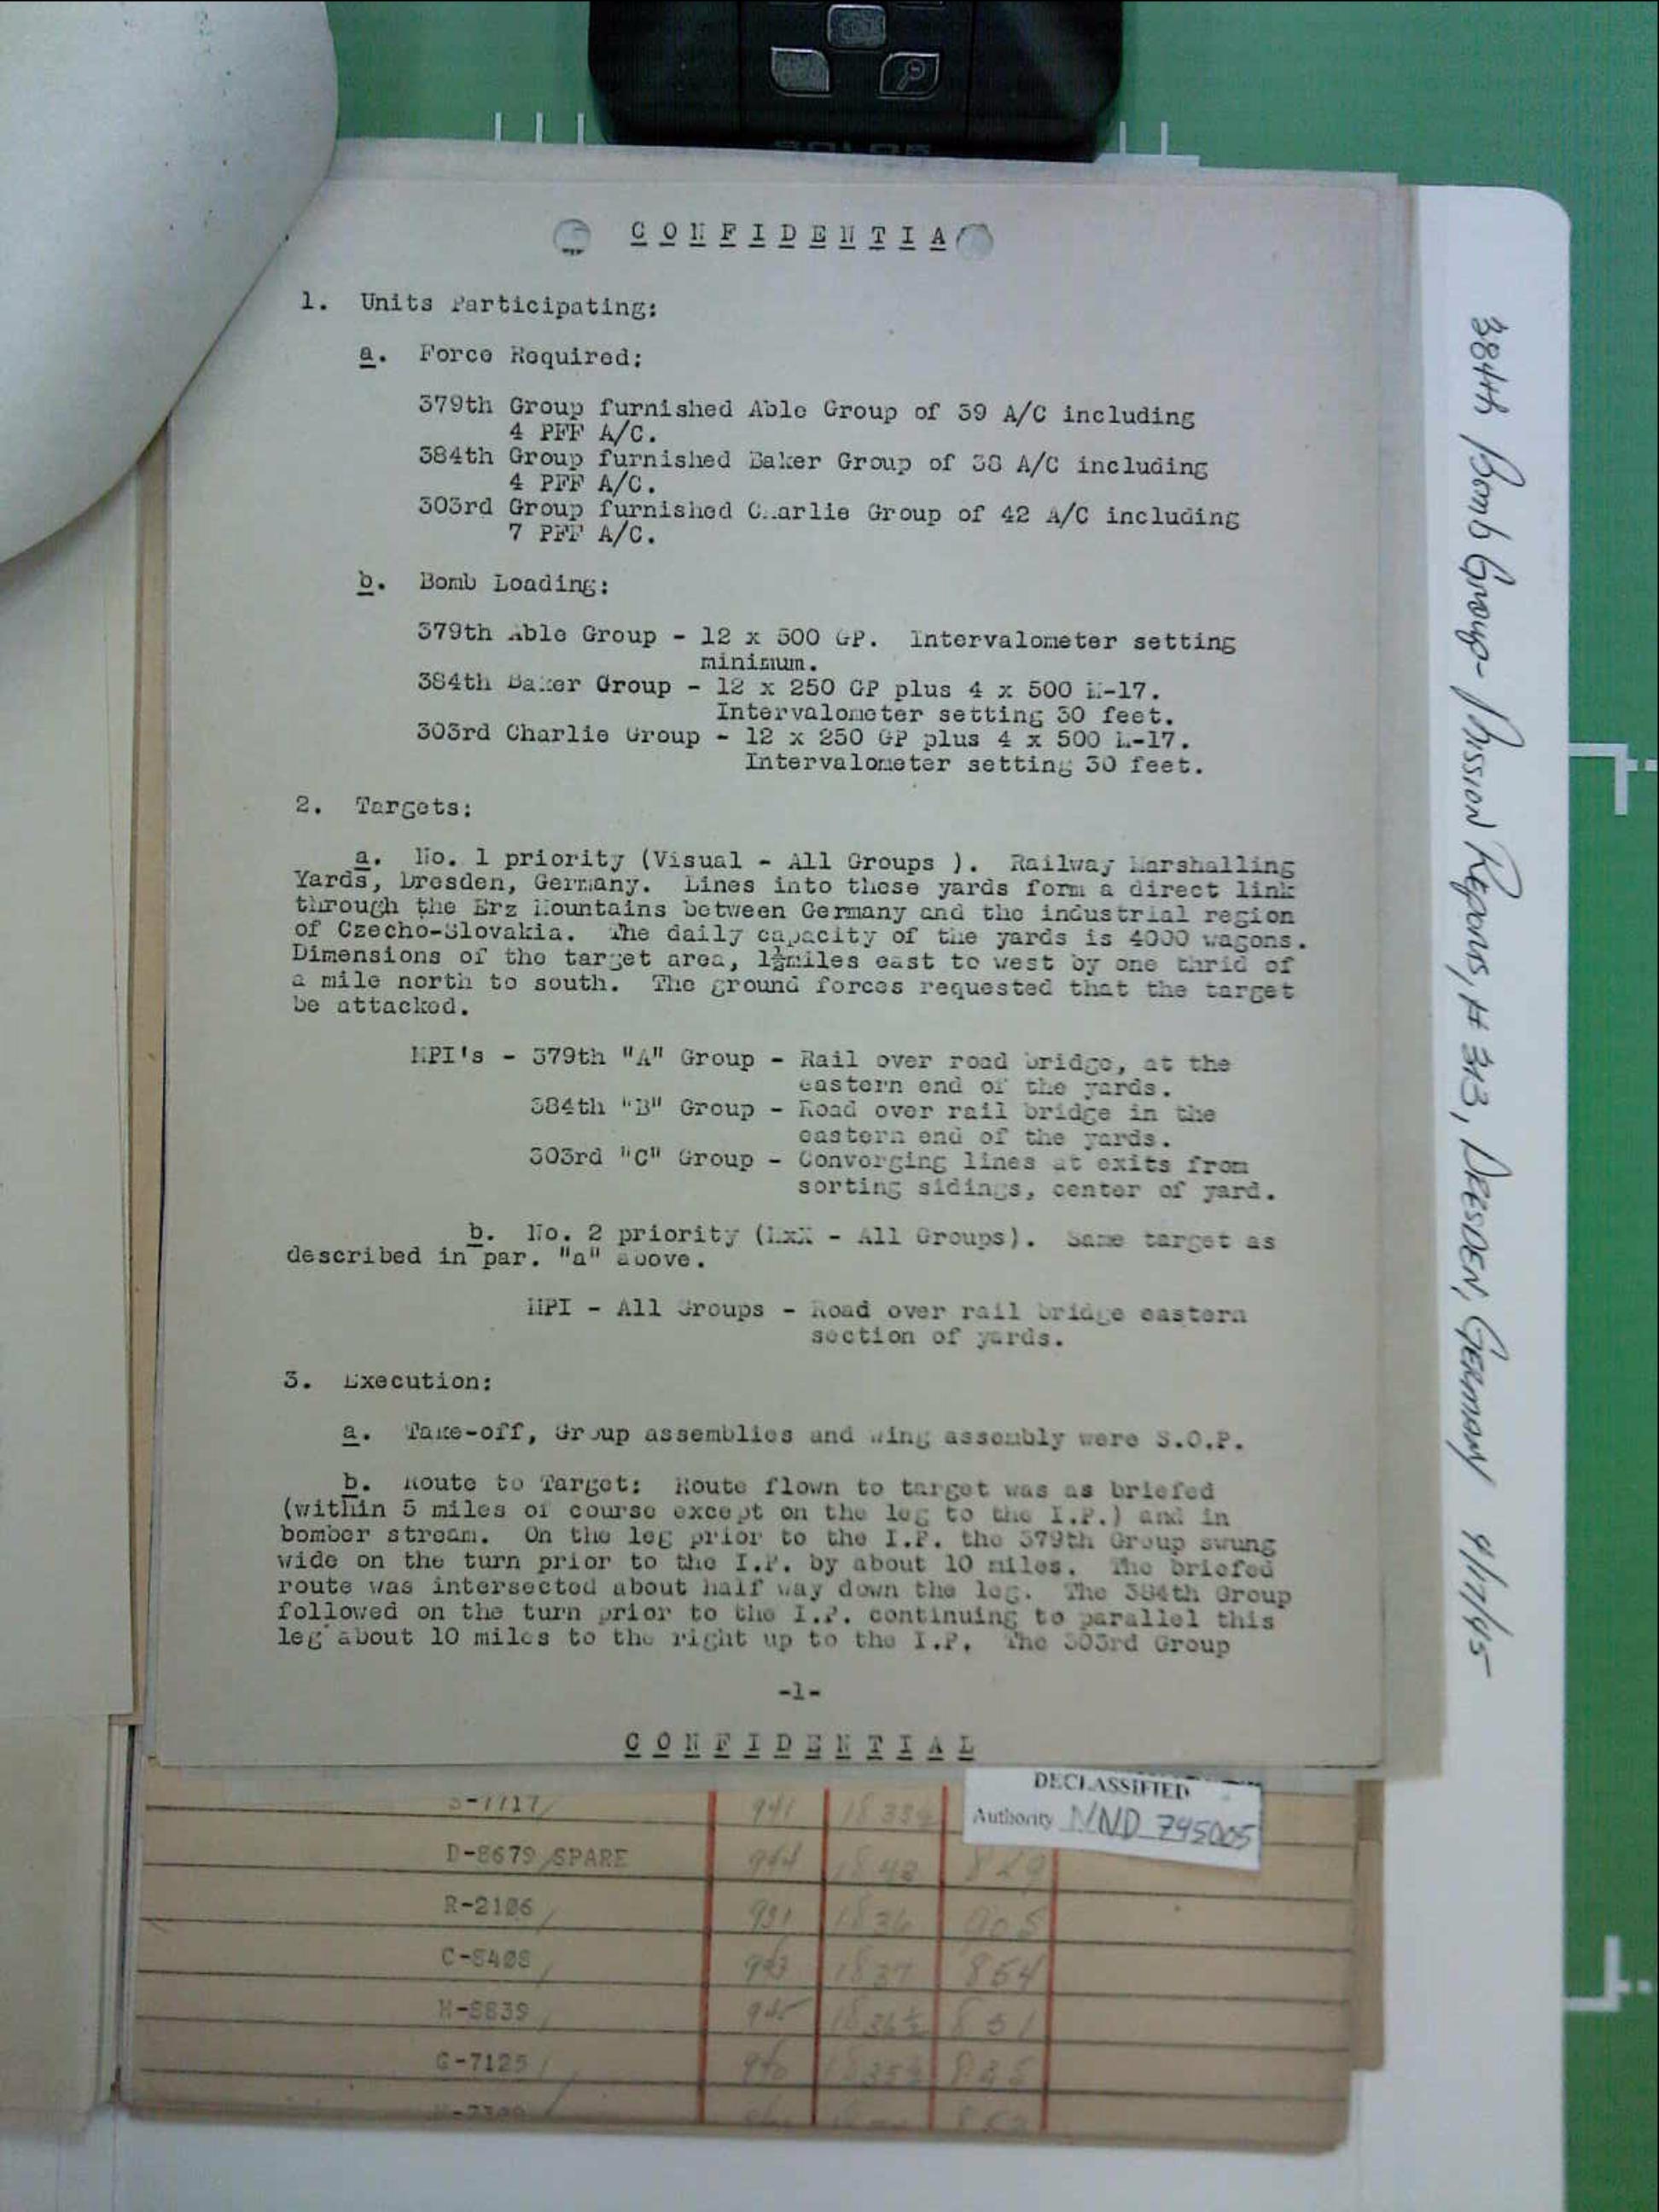 C O N F I D E N T I A
1. Units Participating:
a. Force Required:
379th Group furnished Able Group of 39 A/C including
4 PFF A/C.
384th Group furnished Baker Group of 38 A/C including
4 PFF A/C.
303rd Group furnished Charlie Group of 42 A/C including
7 PFF A/C.
b. Bomb Loading:
379th Able Group - 12 x 500 GP. Intervalometer setting
minimum.
384th Baker Group - 12 x 250 GP plus 4 x 500 M-17.
Intervalometer setting 30 feet.
303rd Charlie Group - 12 x 250 GP plus 4 x 500 M-17.
Intervalometer setting 30 feet.
2. Targets:
a. No. 1 priority (Visual - All Groups ). Railway Marshalling
Yards, Dresden, Germany. Lines into these yards form a direct link
through the Erz Mountains between Germany and the industrial region
of Czecho-Slovakia. The daily capacity of the yards is 4000 wagons.
Dimensions of the target area, 1½miles east to west by one thrid of
a mile north to south. The ground forces requested that the target
be attacked.
MPI's - 379th "A" Group - Rail over road bridge, at the
eastern end of the yards.
384th "B" Group - Road over rail bridge in the
eastern end of the yards.
303rd "C" Group - Converging lines at exits from
sorting sidings, center of yard.
b. No. 2 priority (HxX - All Groups). Same target as
described in par. "a" above.
MPI - All Groups - Road over rail bridge eastern
section of yards.
3. Execution:
a. Take-off, Group assemblies and Wing assembly were S.O.P.
b. Route to Target: Route flown to target was as briefed
(within 5 miles of course except on the leg to the I.P.) and in
bomber stream. On the leg prior to the I.P. the 379th Group swung
wide on the turn prior to the I.P. by about 10 miles. The briefed
route was intersected about half way down the leg. The 384th Group
followed on the turn prior to the I.P. continuing to parallel this
leg about 10 miles to the right up to the I.P. The 303rd Group
-1-
C O N F I D E N T I A L
DECLASSIFIED
Authority NND 745005
S-7717 941
D-8679 SPARE
R-2106
C-8408 1837 854
H-8839 851
G-7125
384th Bomb Group- Mission Reports, # 313, DRESDEN, GERMANY 4/17/45